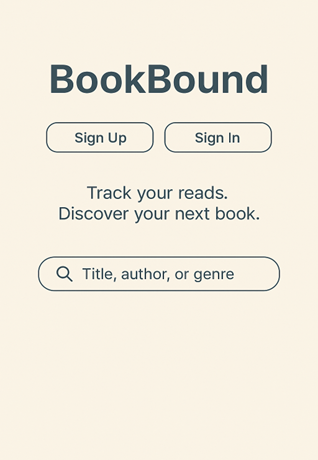 BookBound
Sign Up
Sign In
Track your reads.
Discover your next book.
Title, author, or genre